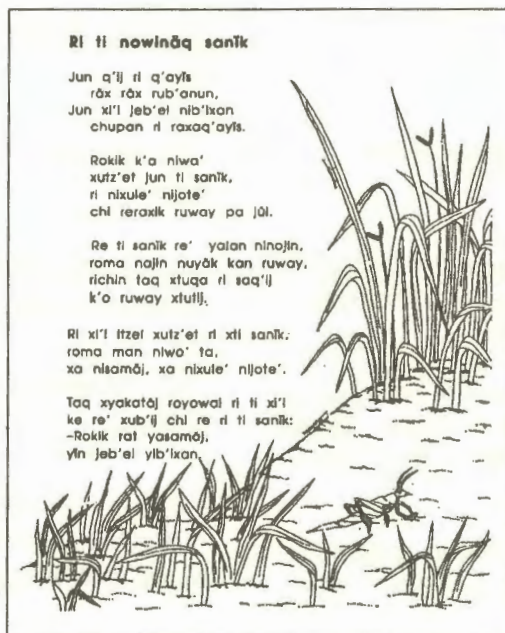 Ri ti nowinäq sanïk
Jun q'ij ri q'ayïs
räx räx rub'anun,
Jun xi'l jeb'el nib'ixan
chupan ri raxaq'ayïs.
Rokik k'a niwa'
xutz'et jun ti sanïk,
ri nixule' nijote'
chi reraxik ruway pa jül.
Re ti sanïk re' yalan ninojin,
roma najin nuyäk kan ruway,
richin taq xtuqa ri saq'ij
k'o ruway xtutij.
Ri xi'l itzel xutz'et ri xti sanïk,
roma man niwo' ta,
xa nisamäj, xa nixule' nijote'.
Taq xyakatäj royowal ri ti xi'l
ke re' xub'ij chi re ri ti sanïk:
–Rokik rat yasamäj,
yïn jeb'el yib'ixan.